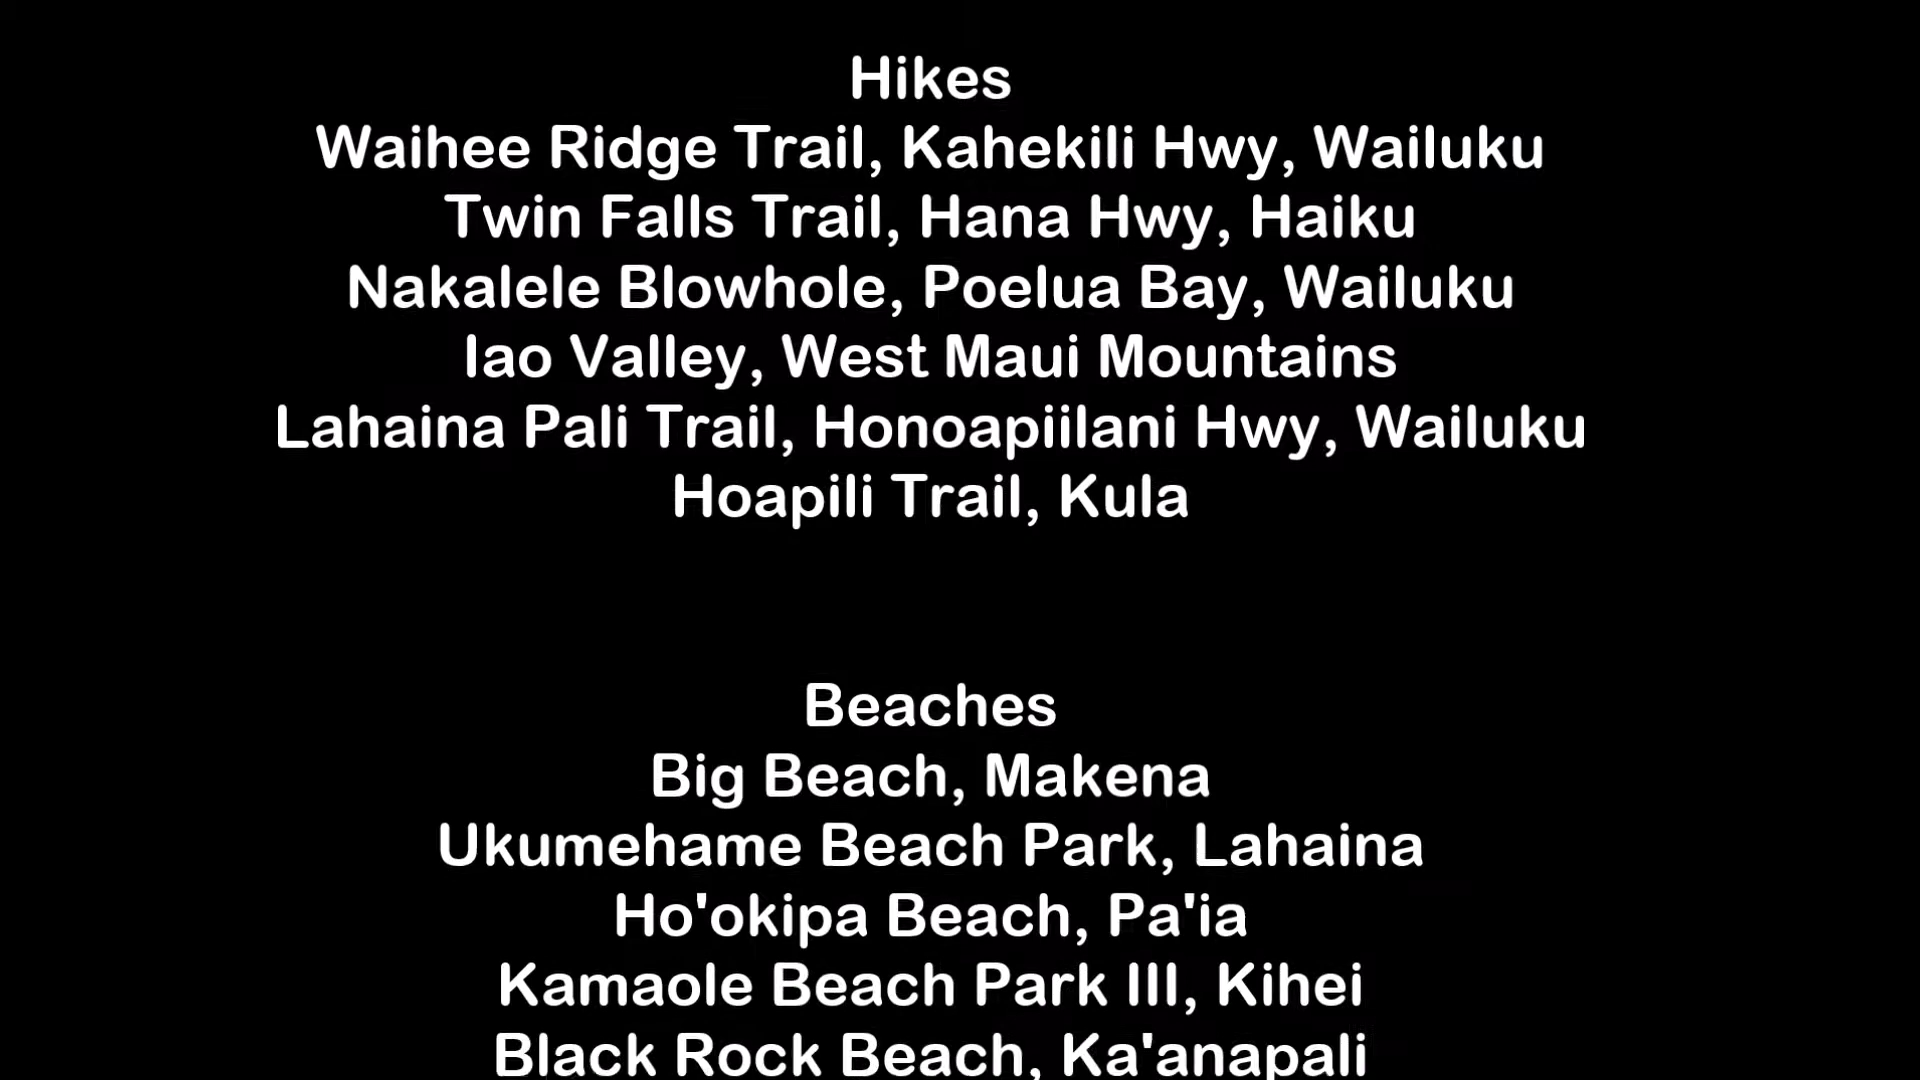 Hikes
Waihee Ridge Trail, Kahekili Hwy, Wailuku
Twin Falls Trail, Hana Hwy, Haiku
Nakalele Blowhole, Poelua Bay, Wailuku
Iao Valley, West Maui Mountains
Lahaina Pali Trail, Honoapiilani Hwy, Wailuku
Hoapili Trail, Kula
Beaches
Big Beach, Makena
Ukumehame Beach Park, Lahaina
Ho'okipa Beach, Pa'ia
Kamaole Beach Park III, Kihei
Black Rock Beach, Ka'anapali